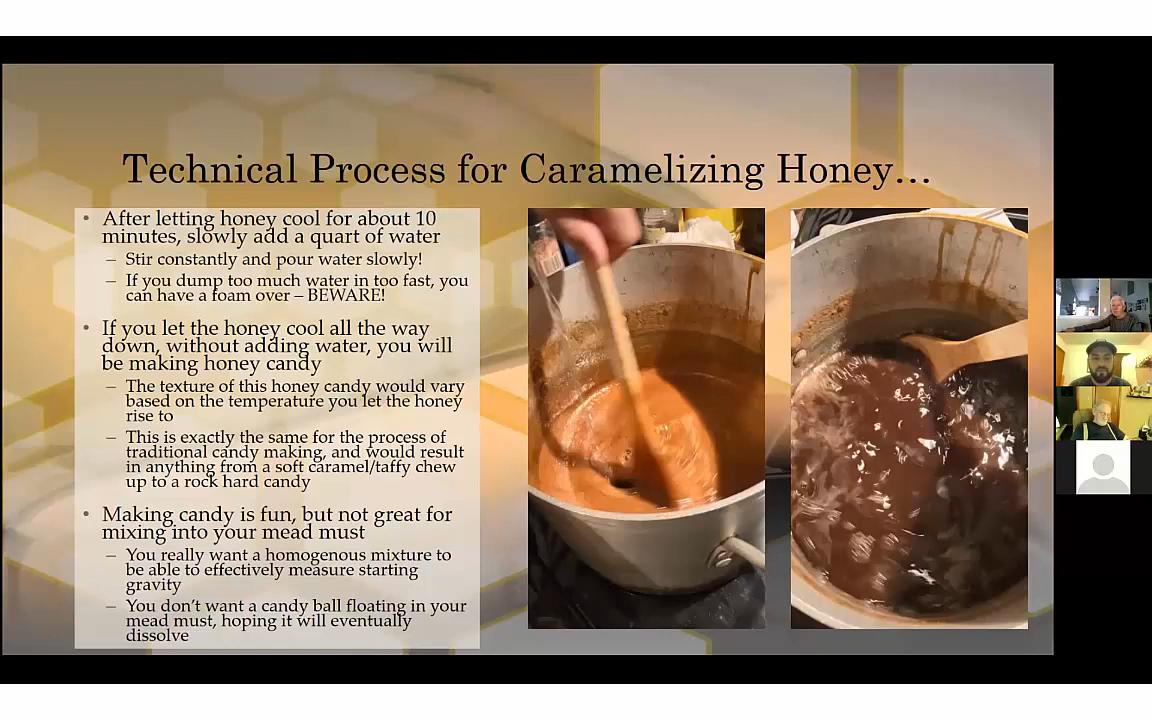 Technical Process for Caramelizing Honey…
• After letting honey cool for about 10
minutes, slowly add a quart of water
– Stir constantly and pour water slowly!
– If you dump too much water in too fast, you
can have a foam over – BEWARE!
• If you let the honey cool all the way
down, without adding water, you will
be making honey candy
– The texture of this honey candy would vary
based on the temperature you let the honey
rise to
– This is exactly the same for the process of
traditional candy making, and would result
in anything from a soft caramel/taffy chew
up to a rock hard candy
• Making candy is fun, but not great for
mixing into your mead must
– You really want a homogenous mixture to
be able to effectively measure starting
gravity
– You don't want a candy ball floating in your
mead must, hoping it will eventually
dissolve